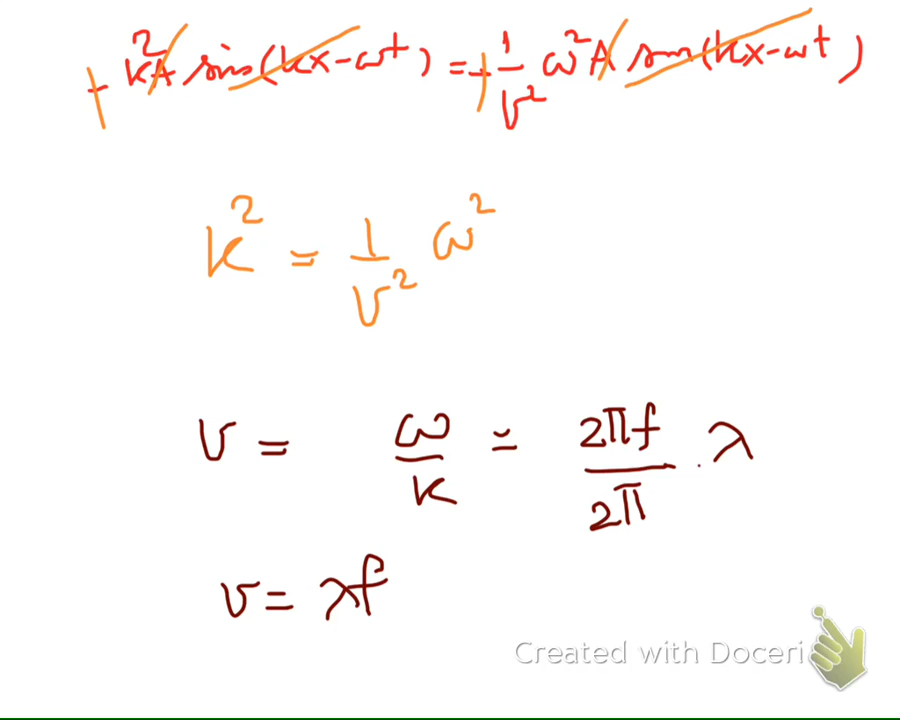 - k²A sin(kx-ωt) = - 1/v² ω²A sin(kx-ωt)
k² = 1/v² ω²
v = ω/k = 2πf/2π . λ
v = λf
Created with Doceri